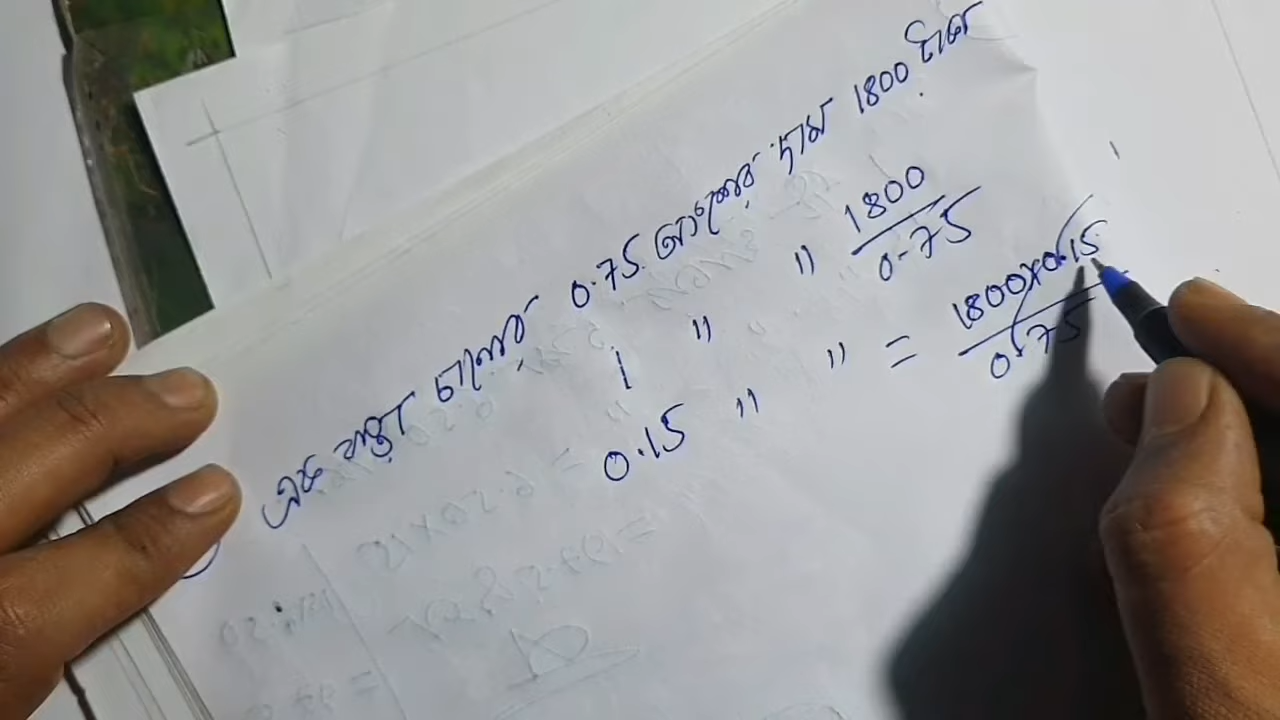 এক বস্তা চালের 0.75 অংশের দাম 1800 টাকা
1 " " 1800/0.75
0.15 " " = 1800×0.15/0.75